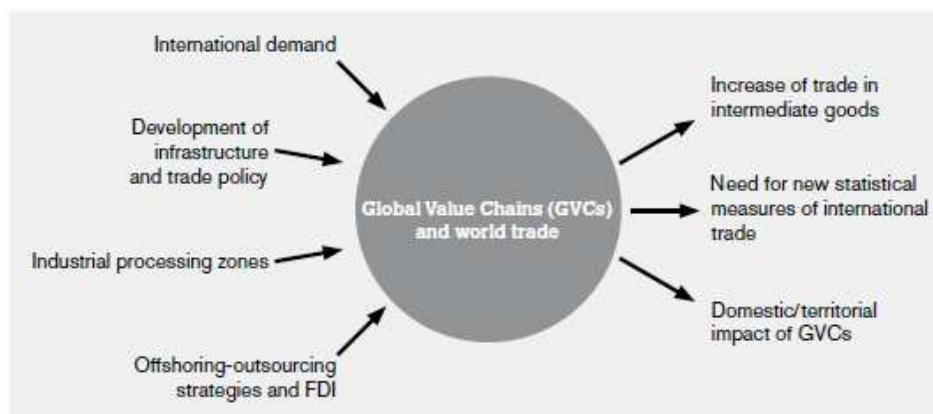 International demand
Development of
infrastructure
and trade policy
Industrial processing zones
Offshoring-outsourcing
strategies and FDI
Global Value Chains (GVCs)
and world trade
Increase of trade in
intermediate goods
Need for new statistical
measures of international
trade
Domestic/territorial
impact of GVCs